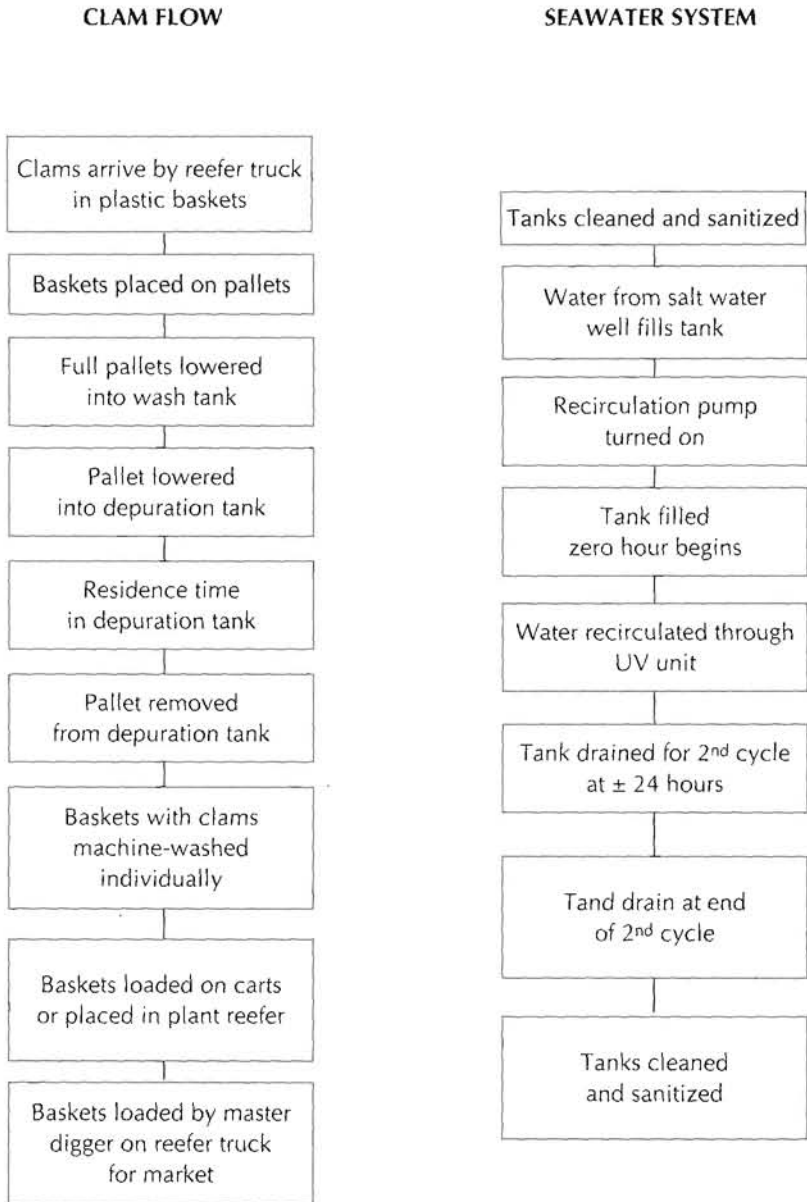 CLAM FLOW
Clams arrive by reefer truck
in plastic baskets
Baskets placed on pallets
Full pallets lowered
into wash tank
Pallet lowered
into depuration tank
Residence time
in depuration tank
Pallet removed
from depuration tank
Baskets with clams
machine-washed
individually
Baskets loaded on carts
or placed in plant reefer
Baskets loaded by master
digger on reefer truck
for market
SEAWATER SYSTEM
Tanks cleaned and sanitized
Water from salt water
well fills tank
Recirculation pump
turned on
Tank filled
zero hour begins
Water recirculated through
UV unit
Tank drained for 2nd cycle
at ± 24 hours
Tand drain at end
of 2nd cycle
Tanks cleaned
and sanitized